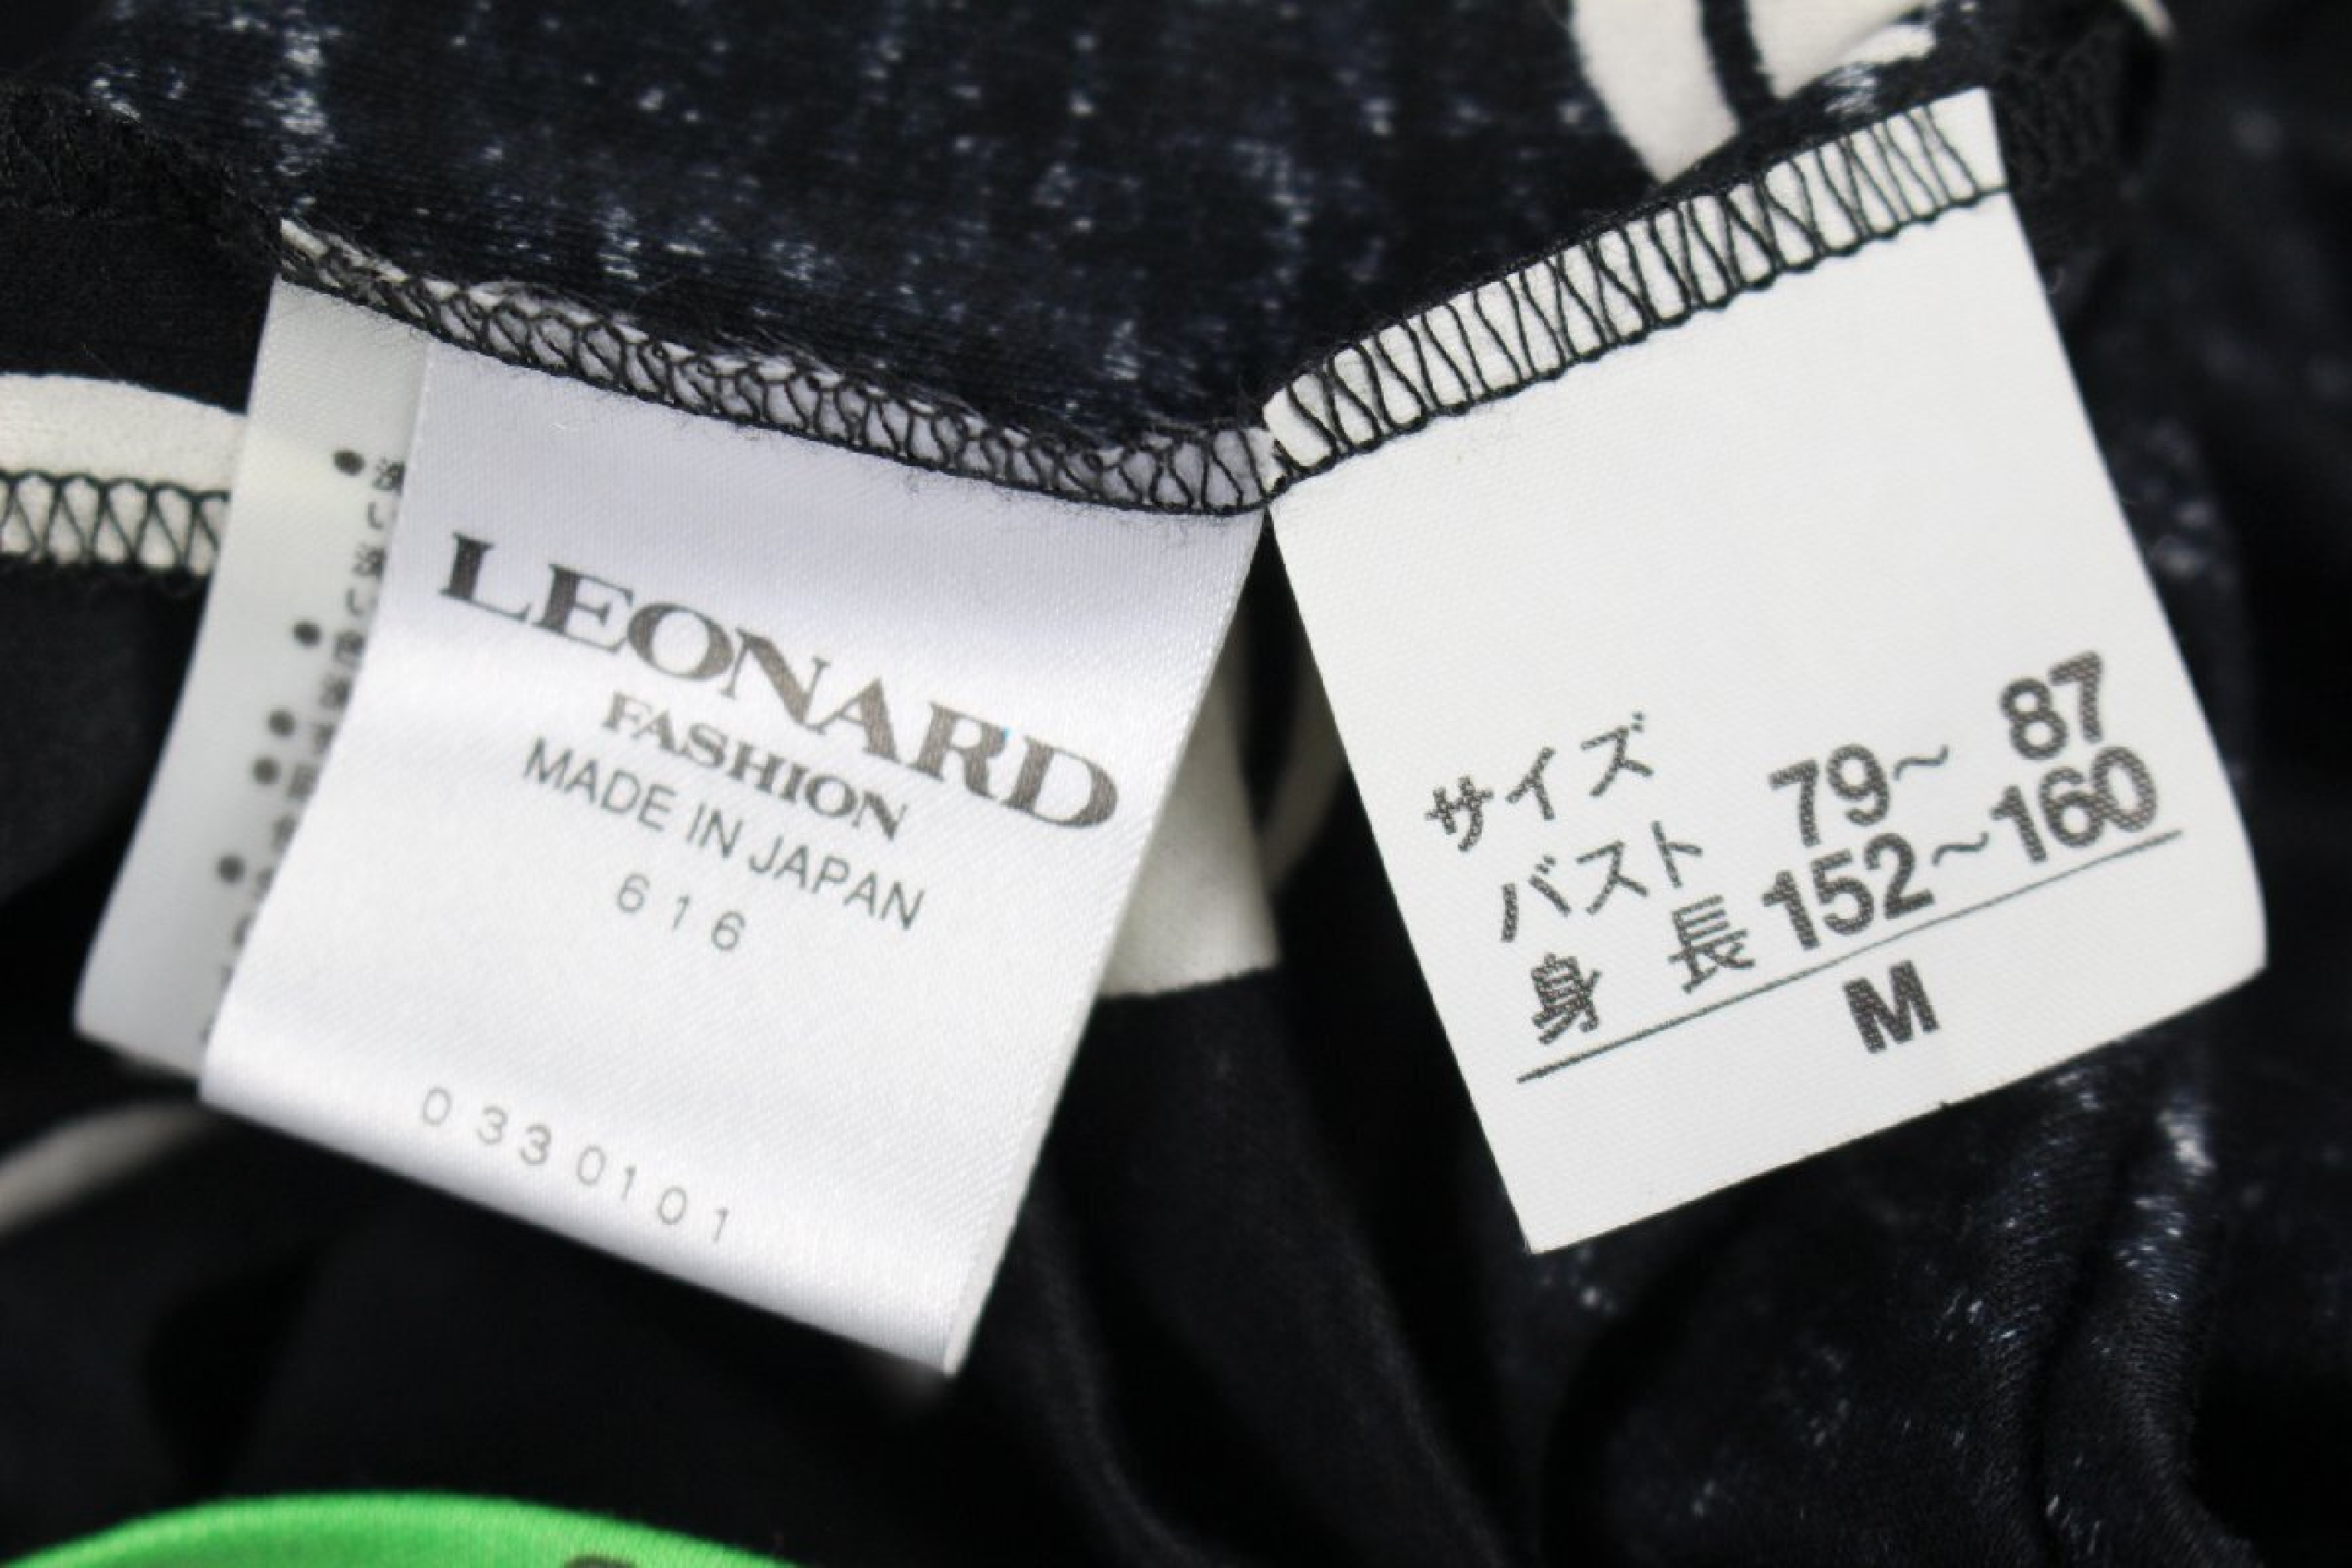 LEONARD
FASHION
MADE IN JAPAN
616
0330101
サイズ
バスト 79～ 87
身 長 152～160
M